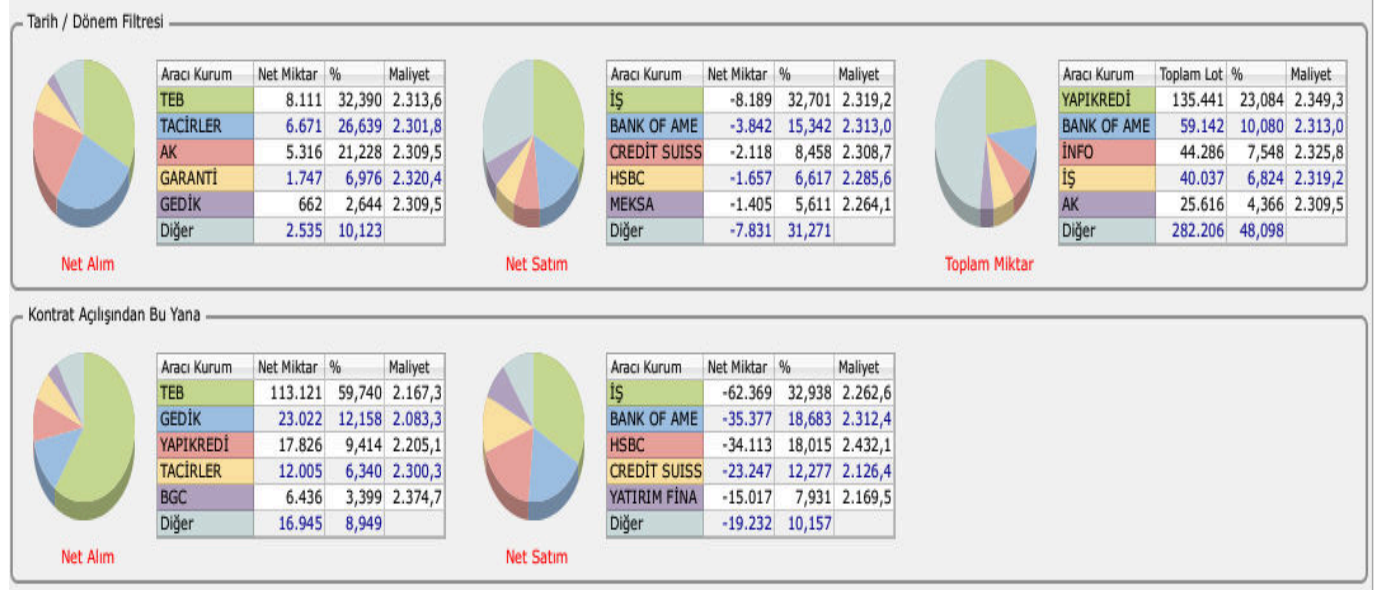 Tarih / Dönem Filtresi
Aracı Kurum Net Miktar % Maliyet
TEB 8.111 32,390 2.313,6
TACİRLER 6.671 26,639 2.301,8
AK 5.316 21,228 2.309,5
GARANTİ 1.747 6,976 2.320,4
GEDİK 662 2,644 2.309,5
Diğer 2.535 10,123
Net Alım
Aracı Kurum Net Miktar % Maliyet
İŞ -8.189 32,701 2.319,2
BANK OF AME -3.842 15,342 2.313,0
CREDİT SUISS -2.118 8,458 2.308,7
HSBC -1.657 6,617 2.285,6
MEKSA -1.405 5,611 2.264,1
Diğer -7.831 31,271
Net Satım
Aracı Kurum Toplam Lot % Maliyet
YAPIKREDİ 135.441 23,084 2.349,3
BANK OF AME 59.142 10,080 2.313,0
İNFO 44.286 7,548 2.325,8
İŞ 40.037 6,824 2.319,2
AK 25.616 4,366 2.309,5
Diğer 282.206 48,098
Toplam Miktar
Kontrat Açılışından Bu Yana
Aracı Kurum Net Miktar % Maliyet
TEB 113.121 59,740 2.167,3
GEDİK 23.022 12,158 2.083,3
YAPIKREDİ 17.826 9,414 2.205,1
TACİRLER 12.005 6,340 2.300,3
BGC 6.436 3,399 2.374,7
Diğer 16.945 8,949
Net Alım
Aracı Kurum Net Miktar % Maliyet
İŞ -62.369 32,938 2.262,6
BANK OF AME -35.377 18,683 2.312,4
HSBC -34.113 18,015 2.432,1
CREDİT SUISS -23.247 12,277 2.126,4
YATIRIM FİNA -15.017 7,931 2.169,5
Diğer -19.232 10,157
Net Satım